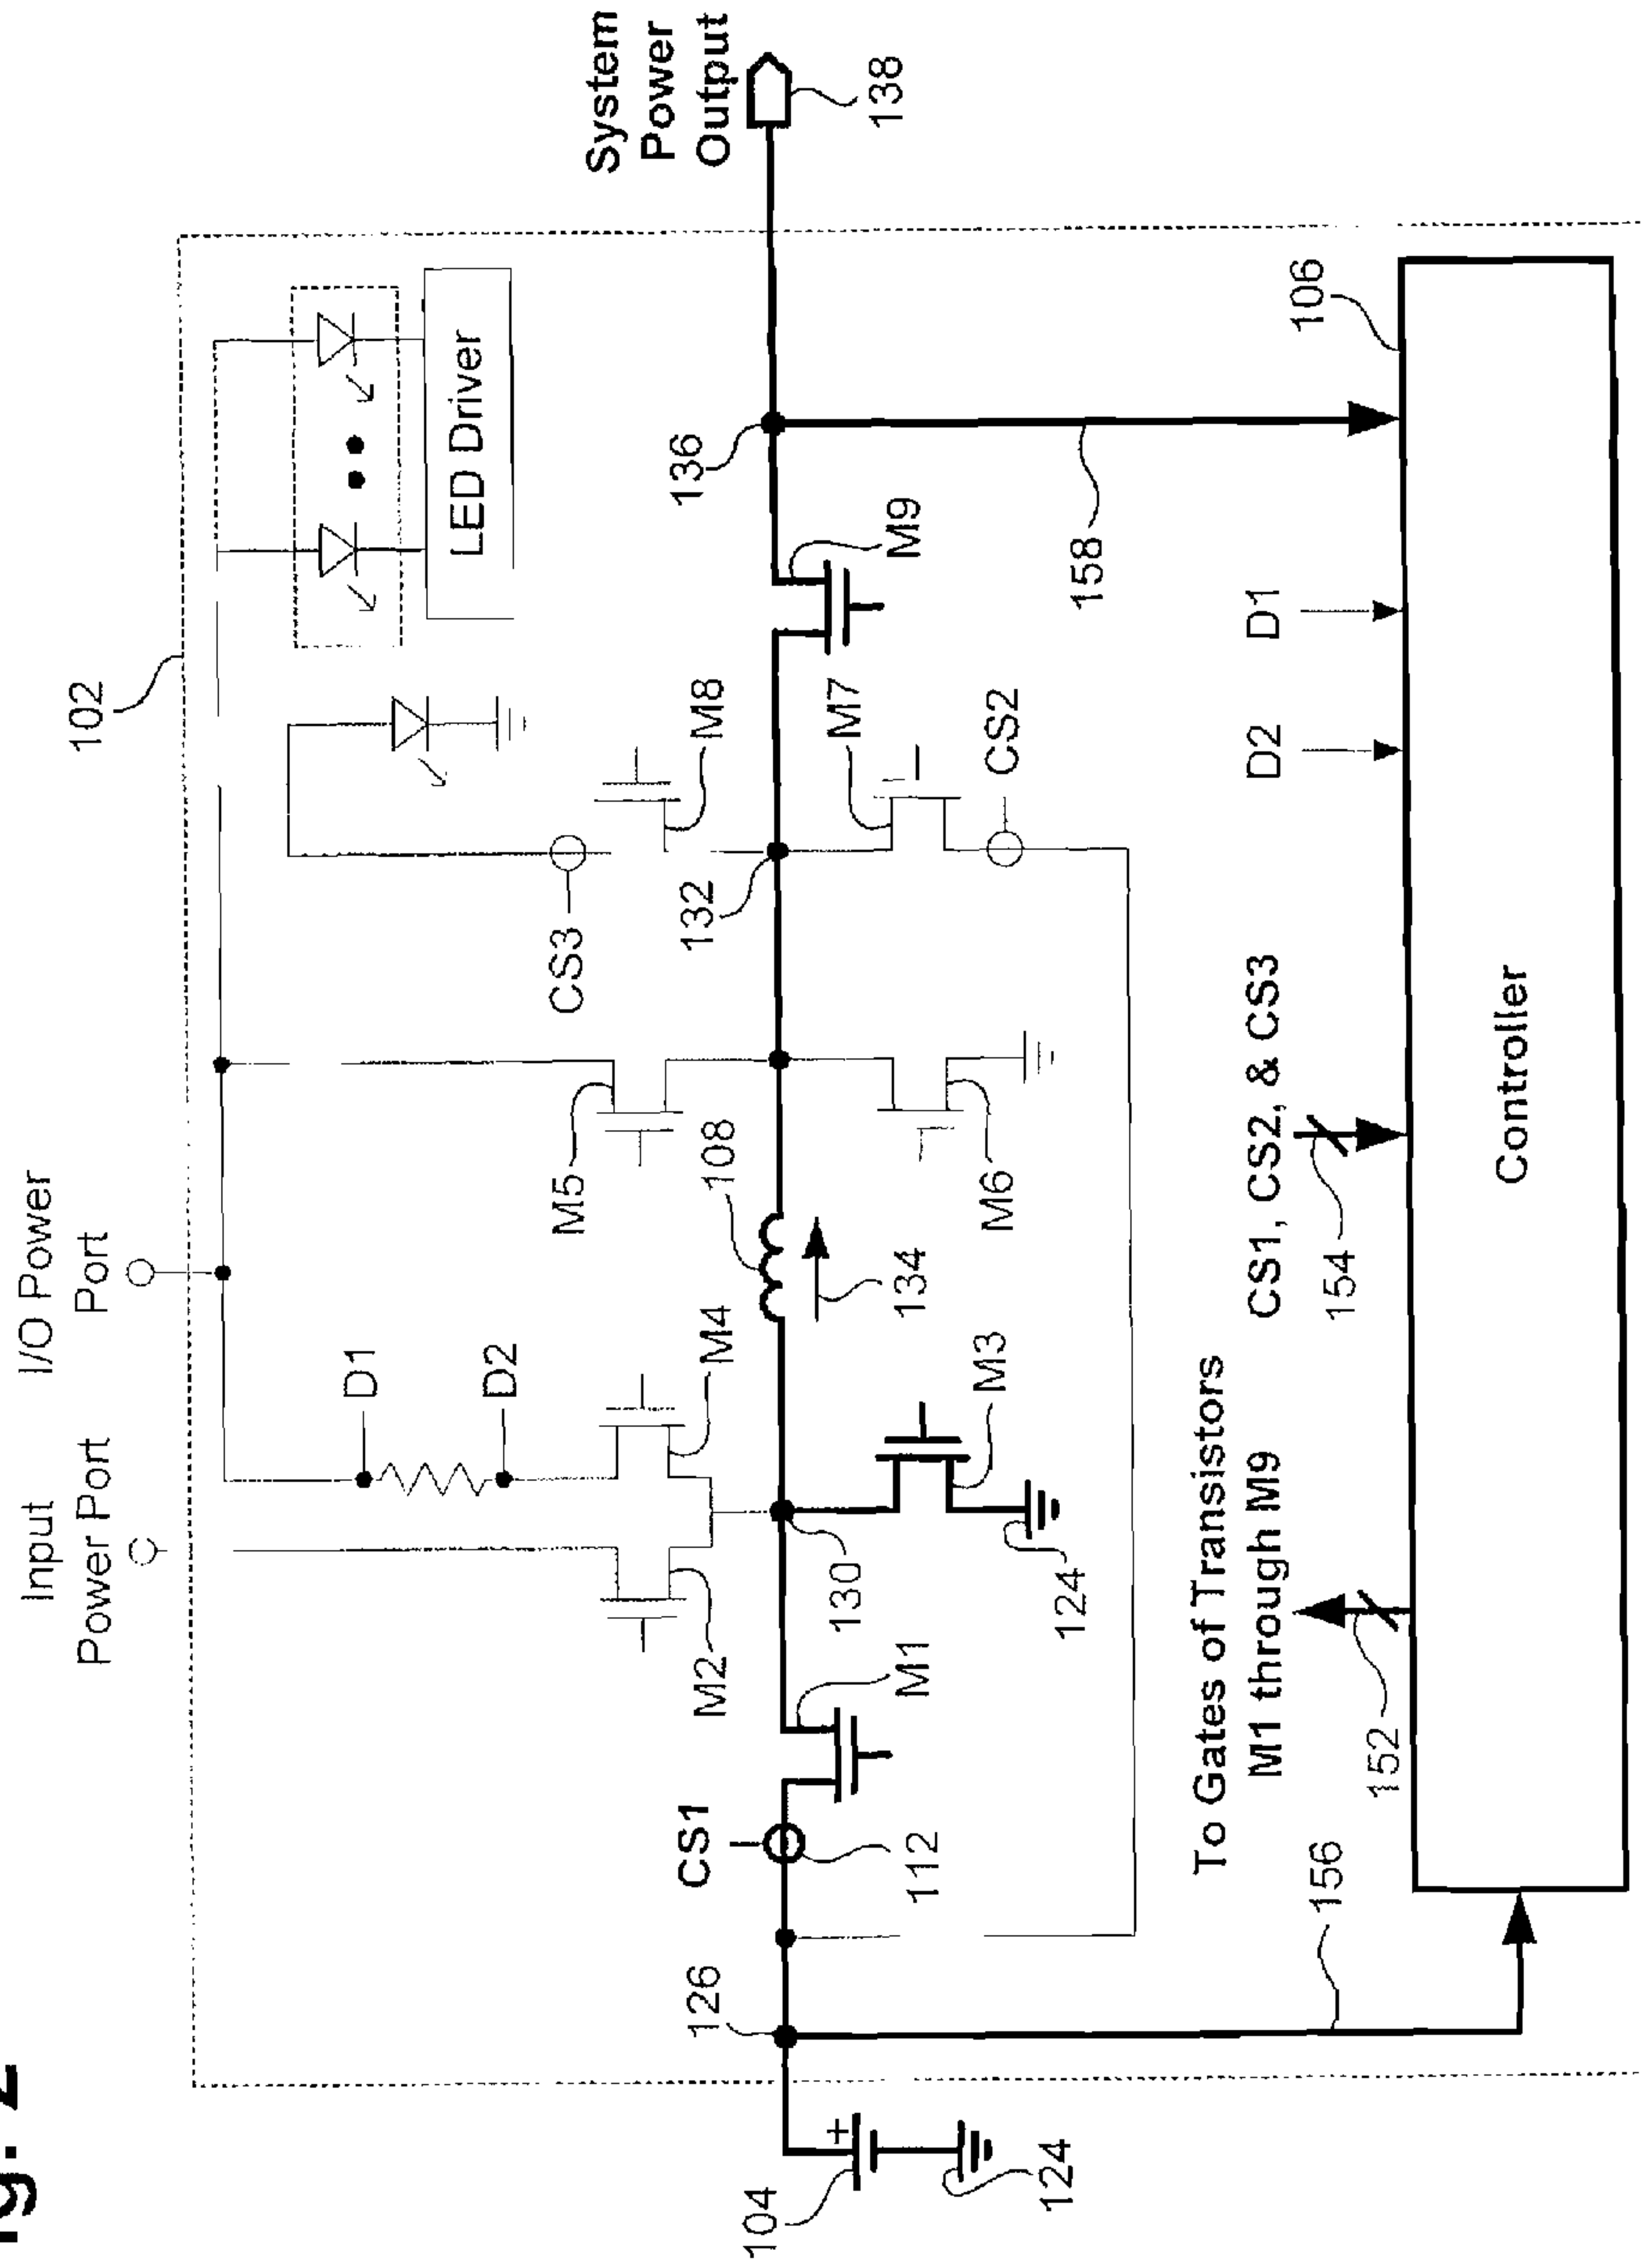 Fig. 2
Input
Power Port
I/O Power
Port
102
System
Power
Output
138
D1
D2
LED Driver
M2
M4
M5
CS3
M8
108
132
136
M9
M7
CS2
CS1
112
M1
130
M3
124
134
M6
126
104
124
To Gates of Transistors
M1 through M9
152
CS1, CS2, & CS3
154
D2
D1
158
106
156
Controller